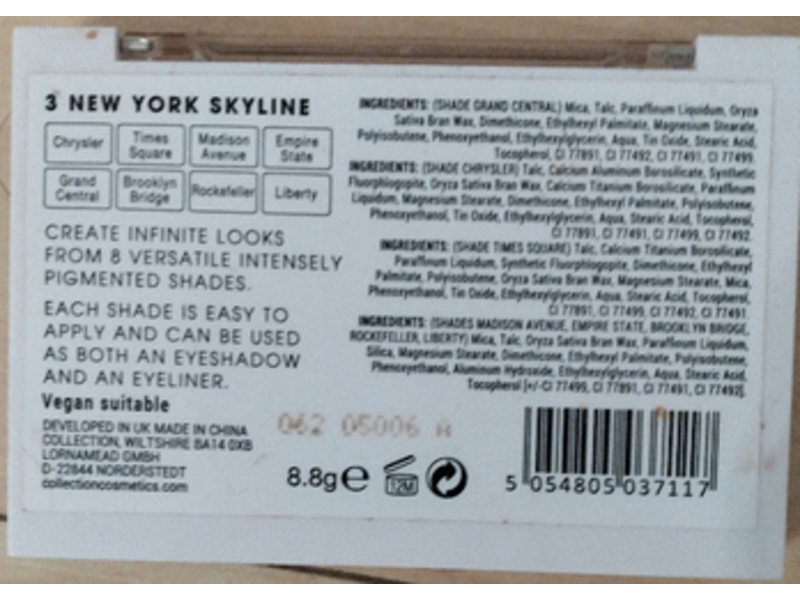 3 NEW YORK SKYLINE
Chrysler
Times
Square
Madison
Avenue
Empire
State
Grand
Central
Brooklyn
Bridge
Rockefeller
Liberty
CREATE INFINITE LOOKS
FROM 8 VERSATILE INTENSELY
PIGMENTED SHADES.
EACH SHADE IS EASY TO
APPLY AND CAN BE USED
AS BOTH AN EYESHADOW
AND AN EYELINER.
Vegan suitable
DEVELOPED IN UK MADE IN CHINA
COLLECTION, WILTSHIRE BA14 0XB
LORNAMEAD GMBH
D-22844 NORDERSTEDT
collectioncosmetics.com
062 05006 A
8.8g℮
12M
INGREDIENTS: (SHADE GRAND CENTRAL) Mica, Talc, Paraffinum Liquidum, Oryza
Sativa Bran Wax, Dimethicone, Ethylhexyl Palmitate, Magnesium Stearate,
Polyisobutene, Phenoxyethanol, Ethylhexylglycerin, Aqua, Tin Oxide, Stearic Acid,
Tocopherol, CI 77891, CI 77492, CI 77491, CI 77499.
INGREDIENTS: (SHADE CHRYSLER) Talc, Calcium Aluminum Borosilicate, Synthetic
Fluorphlogopite, Oryza Sativa Bran Wax, Calcium Titanium Borosilicate, Paraffinum
Liquidum, Magnesium Stearate, Dimethicone, Ethylhexyl Palmitate, Polyisobutene,
Phenoxyethanol, Tin Oxide, Ethylhexylglycerin, Aqua, Stearic Acid, Tocopherol,
CI 77891, CI 77491, CI 77499, CI 77492.
INGREDIENTS: (SHADE TIMES SQUARE) Talc, Calcium Titanium Borosilicate,
Paraffinum Liquidum, Synthetic Fluorphlogopite, Dimethicone, Ethylhexyl
Palmitate, Polyisobutene, Oryza Sativa Bran Wax, Magnesium Stearate, Mica,
Phenoxyethanol, Tin Oxide, Ethylhexylglycerin, Aqua, Stearic Acid, Tocopherol,
CI 77891, CI 77499, CI 77492, CI 77491.
INGREDIENTS: (SHADES MADISON AVENUE, EMPIRE STATE, BROOKLYN BRIDGE,
ROCKEFELLER, LIBERTY) Mica, Talc, Oryza Sativa Bran Wax, Paraffinum Liquidum,
Silica, Magnesium Stearate, Dimethicone, Ethylhexyl Palmitate, Polyisobutene,
Phenoxyethanol, Aluminum Hydroxide, Ethylhexylglycerin, Aqua, Stearic Acid,
Tocopherol [+/-CI 77499, CI 77891, CI 77491, CI 77492].
5 054805 037117